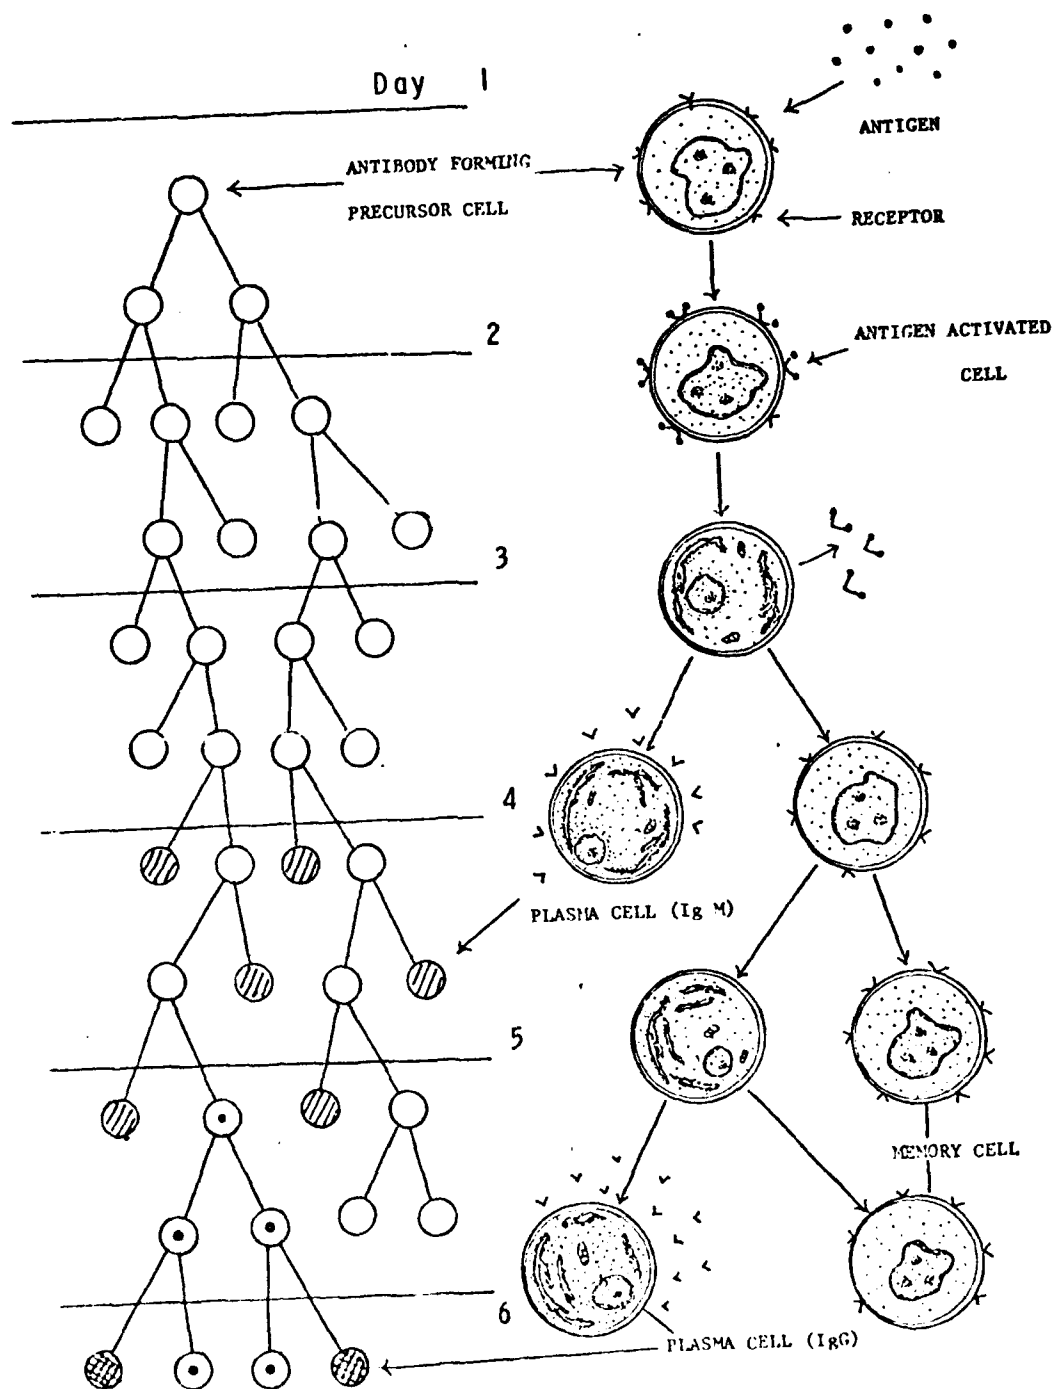 Day 1
ANTIGEN
ANTIBODY FORMING
PRECURSOR CELL
RECEPTOR
2
ANTIGEN ACTIVATED
CELL
3
4
PLASMA CELL (Ig M)
5
MEMORY CELL
6
PLASMA CELL (IgG)